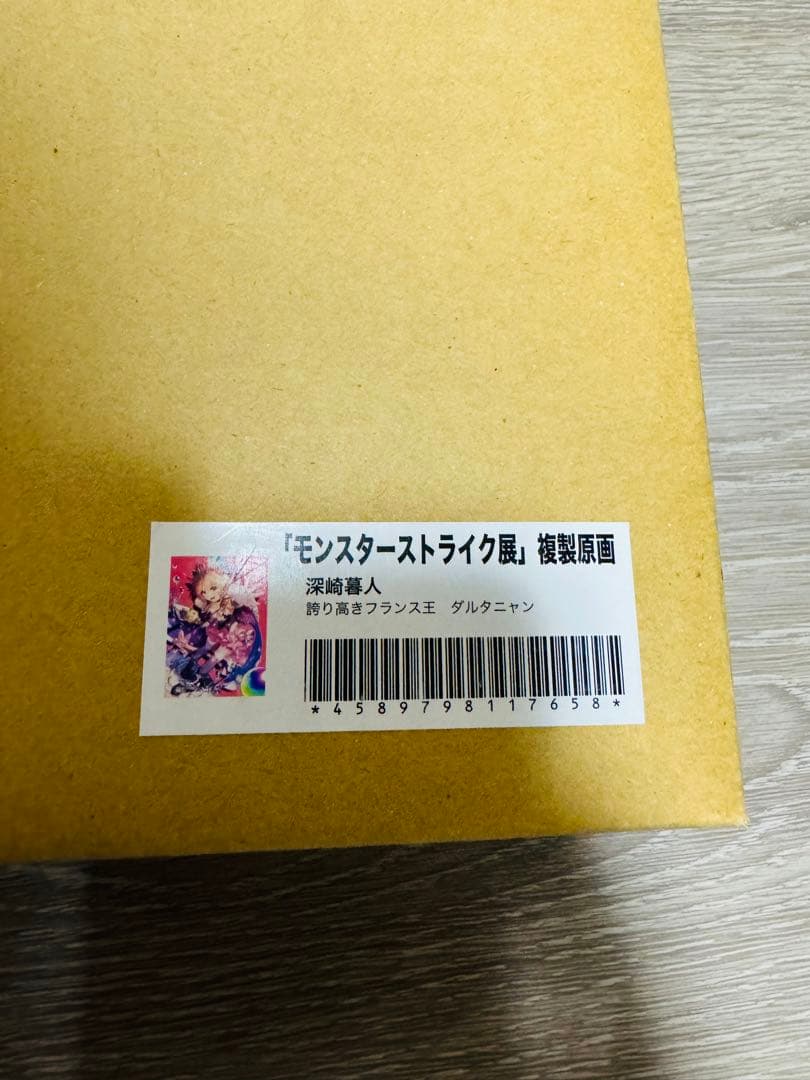 「モンスターストライク展」複製原画
深崎暮人
誇り高きフランス王　ダルタニャン
*4589798117658*